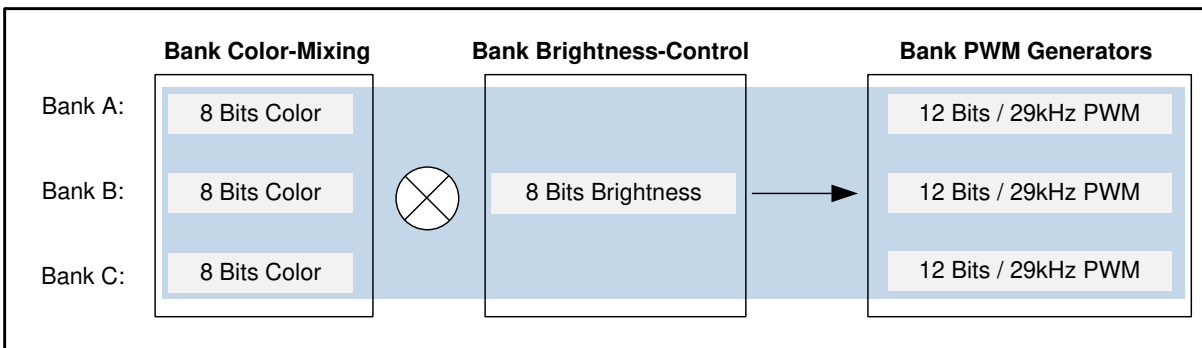 Bank Color-Mixing Bank Brightness-Control Bank PWM Generators
Bank A: 8 Bits Color 12 Bits / 29kHz PWM
Bank B: 8 Bits Color 8 Bits Brightness 12 Bits / 29kHz PWM
Bank C: 8 Bits Color 12 Bits / 29kHz PWM